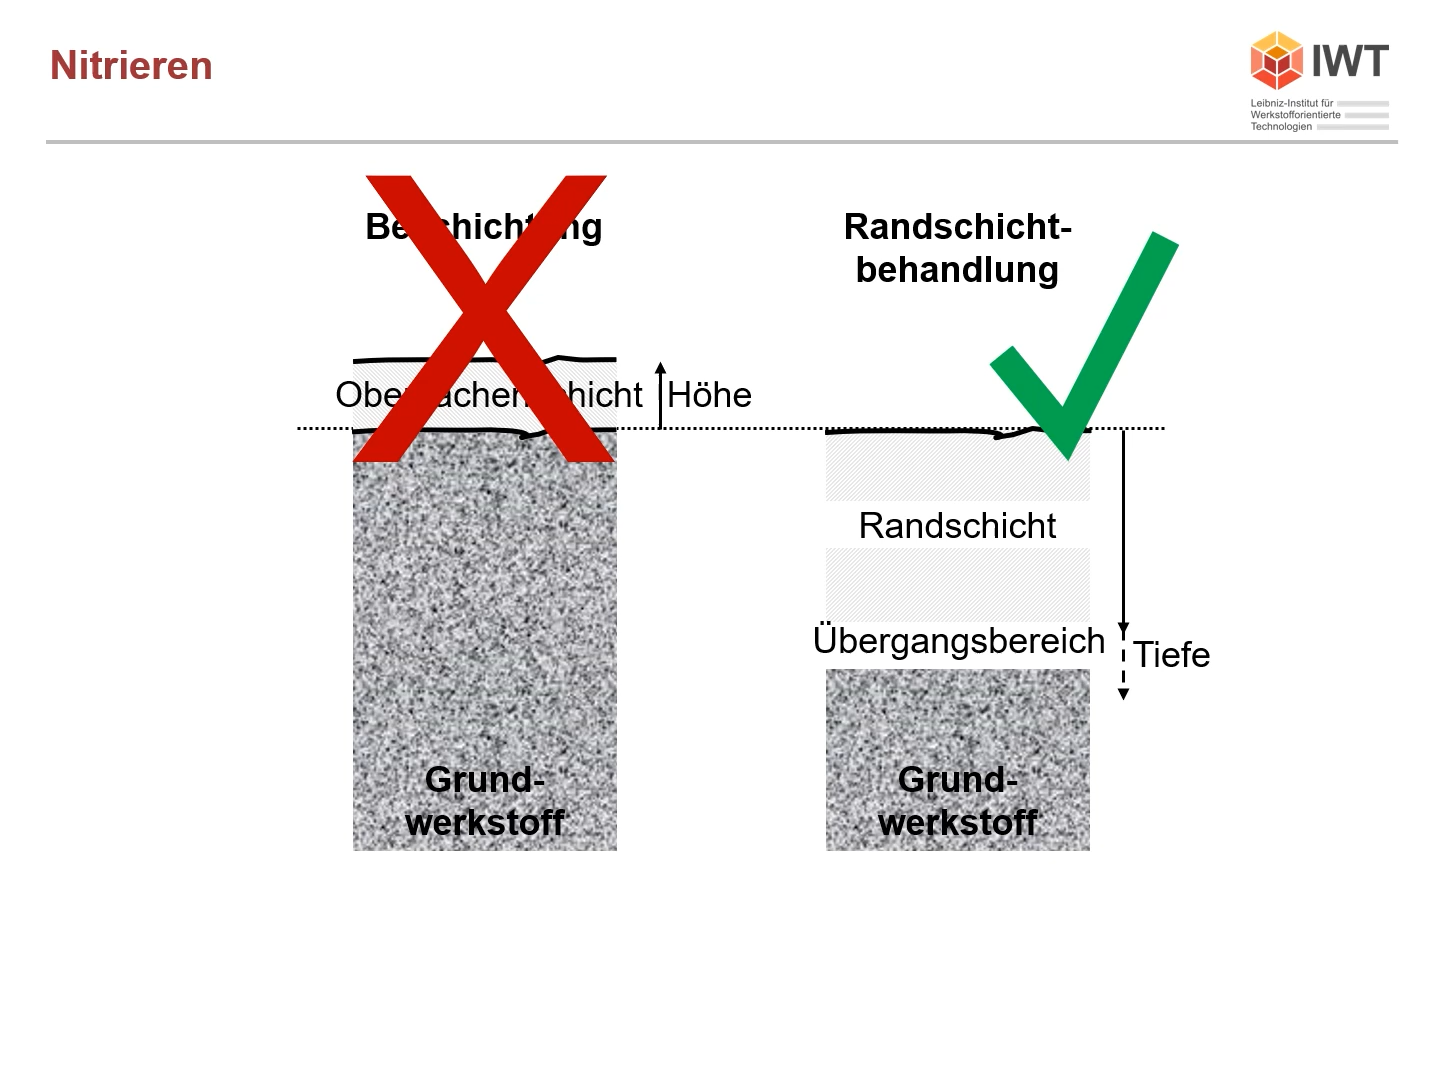 Nitrieren
IWT
Leibniz-Institut für
Werkstofforientierte
Technologien
Randschicht-
behandlung
Höhe
Randschicht
Übergangsbereich
Tiefe
Grund-
werkstoff
Grund-
werkstoff